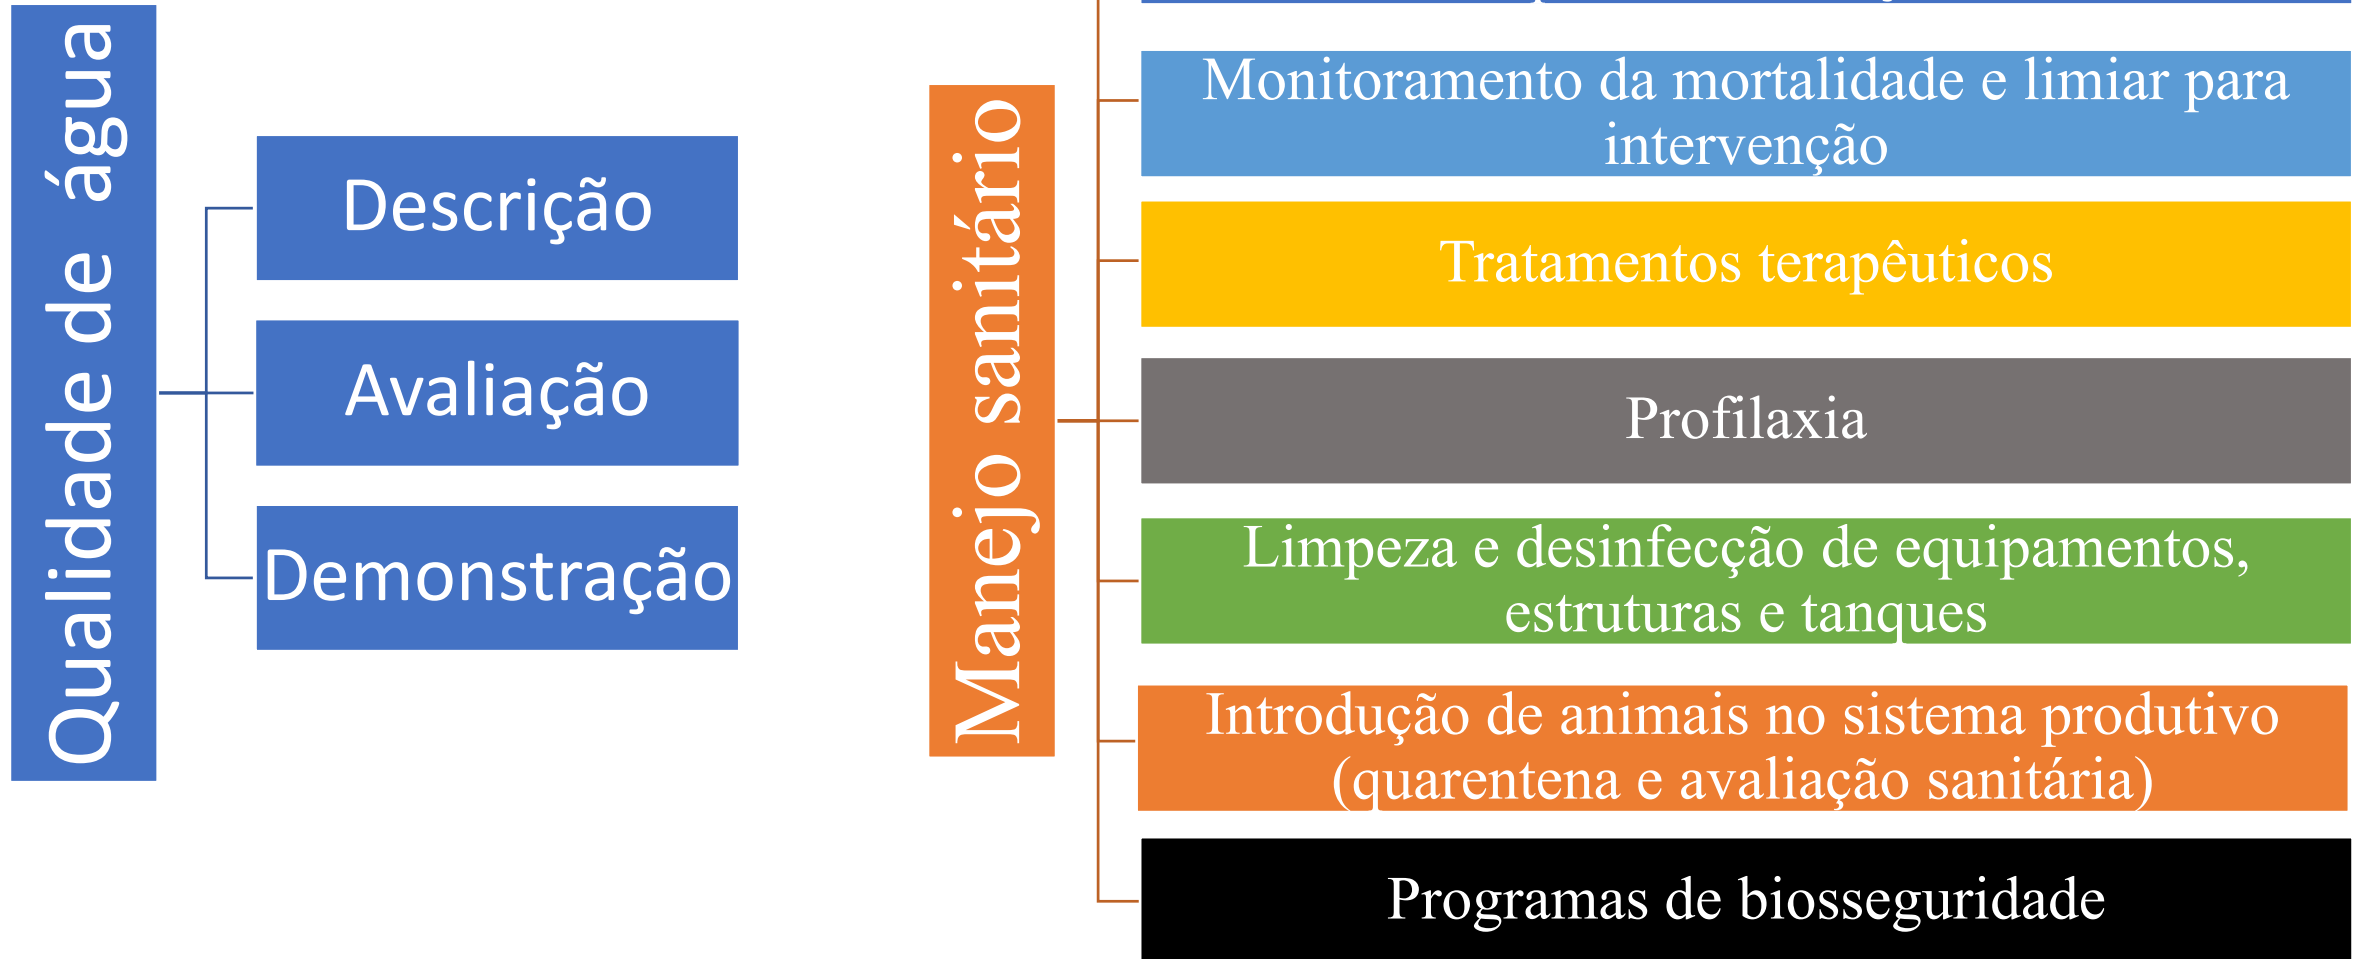 Qualidade de água
Descrição
Avaliação
Demonstração
Manejo sanitário
Monitoramento da mortalidade e limiar para
intervenção
Tratamentos terapêuticos
Profilaxia
Limpeza e desinfecção de equipamentos,
estruturas e tanques
Introdução de animais no sistema produtivo
(quarentena e avaliação sanitária)
Programas de biosseguridade